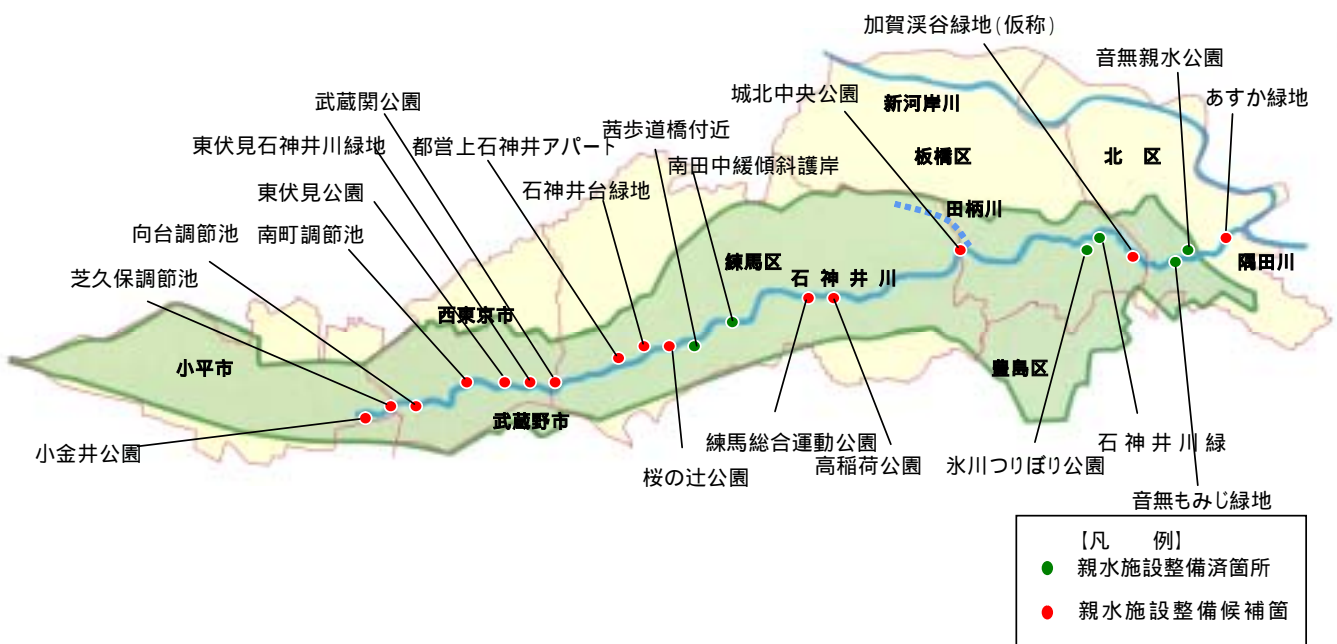 加賀渓谷緑地(仮称)
音無親水公園
武蔵関公園
城北中央公園
新河岸川
あすか緑地
東伏見石神井川緑地
都営上石神井アパート
茜歩道橋付近
板橋区
北 区
南田中緩傾斜護岸
東伏見公園
石神井台緑地
田柄川
向台調節池
南町調節池
練馬区
石 神 井 川
隅田川
芝久保調節池
西東京市
小平市
豊島区
武蔵野市
小金井公園
練馬総合運動公園
石 神 井 川 緑
高稲荷公園
氷川つりぼり公園
桜の辻公園
音無もみじ緑地
【凡 例】
親水施設整備済箇所
親水施設整備候補箇